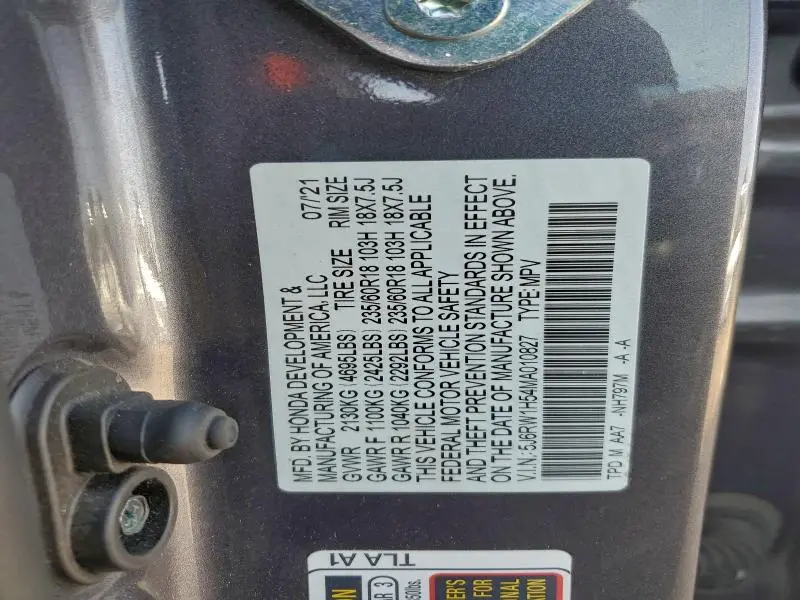 MFD. BY HONDA DEVELOPMENT & 07/'21
MANUFACTURING OF AMERICA, LLC
TIRE SIZE RIM SIZE
GVWR 2130KG (4695LBS)
GAWR F 1100KG (2425LBS) 235/60R18 103H 18X7.5J
GAWR R 1040KG (2292LBS) 235/60R18 103H 18X7.5J
THIS VEHICLE CONFORMS TO ALL APPLICABLE
FEDERAL MOTOR VEHICLE SAFETY
AND THEFT PREVENTION STANDARDS IN EFFECT
ON THE DATE OF MANUFACTURE SHOWN ABOVE.
V.I.N.: 5J6RW1H54MA010827 TYPE: MPV
TPD M AA7 -NH797M -A -A
TLA A1